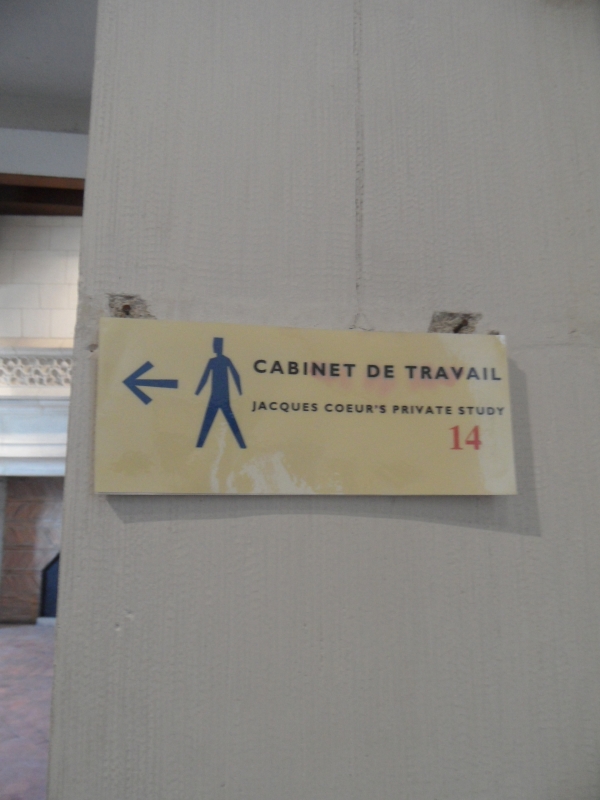 CABINET DE TRAVAIL
JACQUES COEUR'S PRIVATE STUDY
14